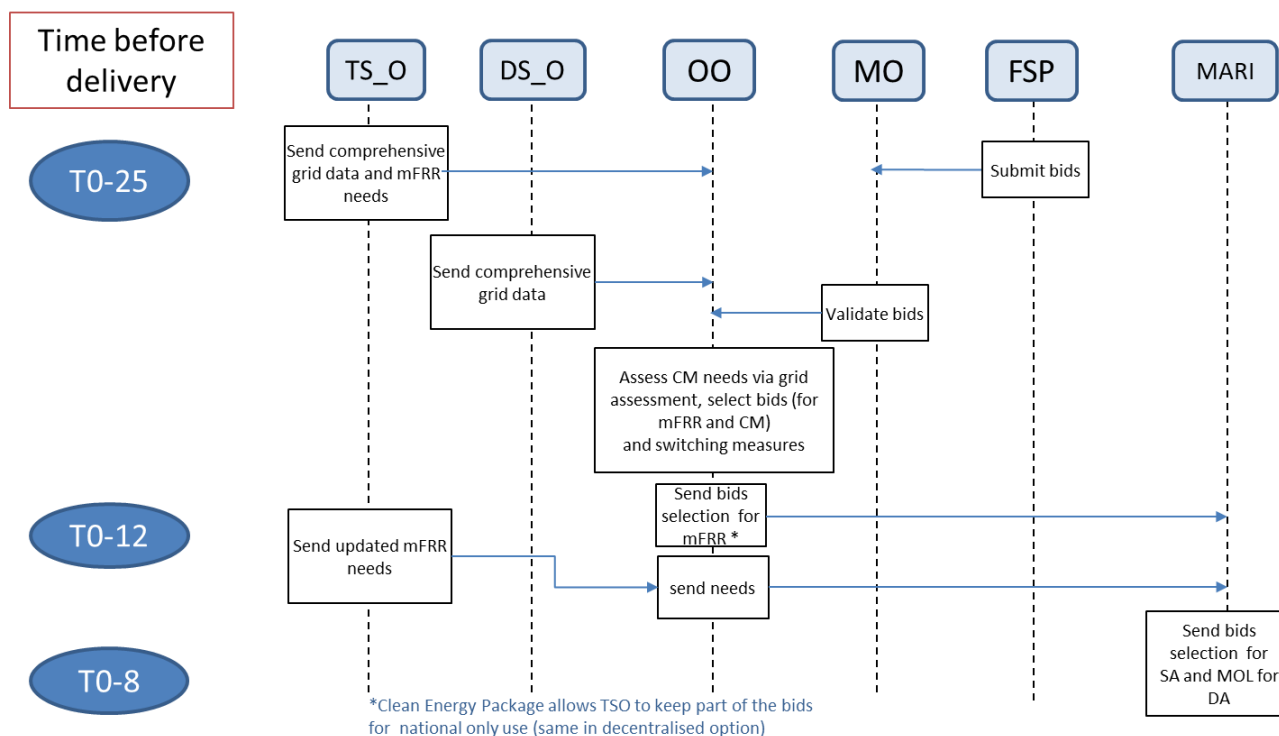 Time before
delivery
TS_O
DS_O
OO
MO
FSP
MARI
T0-25
Send comprehensive
grid data and mFRR
needs
Submit bids
Send comprehensive
grid data
Validate bids
Assess CM needs via grid
assessment, select bids (for
mFRR and CM)
and switching measures
T0-12
Send bids
selection for
mFRR *
Send updated mFRR
needs
send needs
T0-8
Send bids
selection for
SA and MOL for
DA
*Clean Energy Package allows TSO to keep part of the bids
for national only use (same in decentralised option)